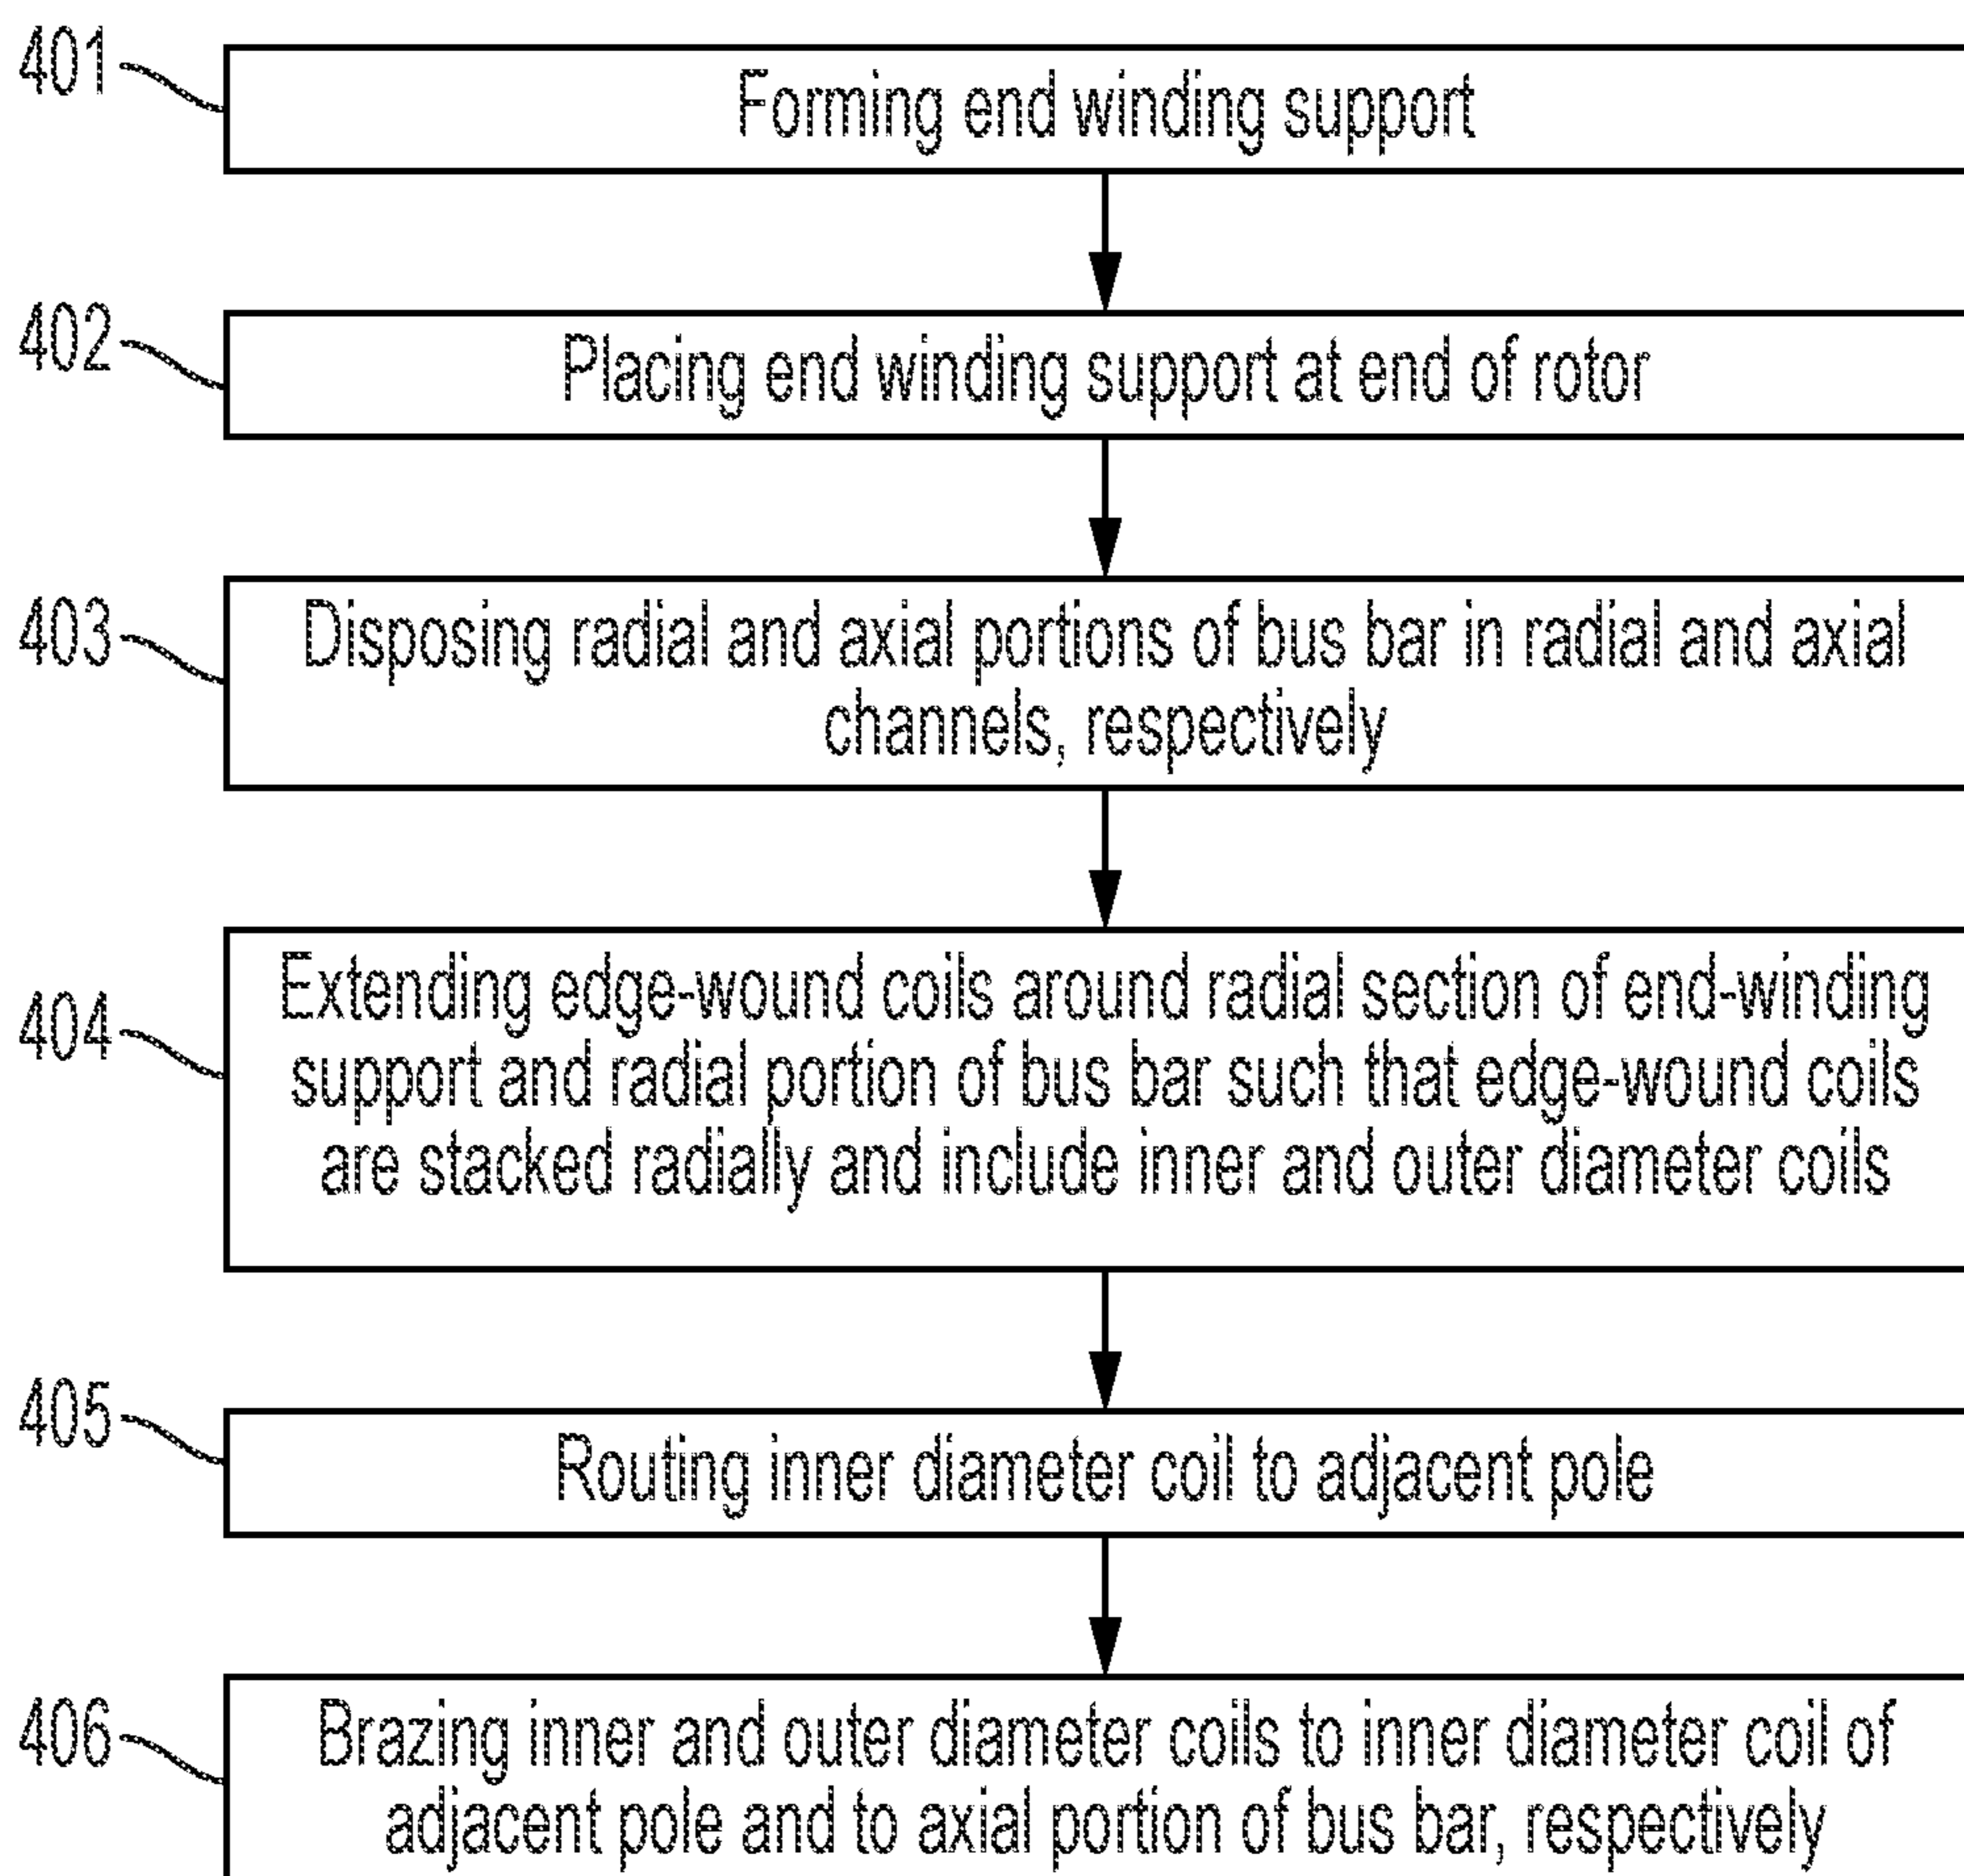 401
Forming end winding support
402
Placing end winding support at end of rotor
403
Disposing radial and axial portions of bus bar in radial and axial
channels, respectively
404
Extending edge-wound coils around radial section of end-winding
support and radial portion of bus bar such that edge-wound coils
are stacked radially and include inner and outer diameter coils
405
Routing inner diameter coil to adjacent pole
406
Brazing inner and outer diameter coils to inner diameter coil of
adjacent pole and to axial portion of bus bar, respectively